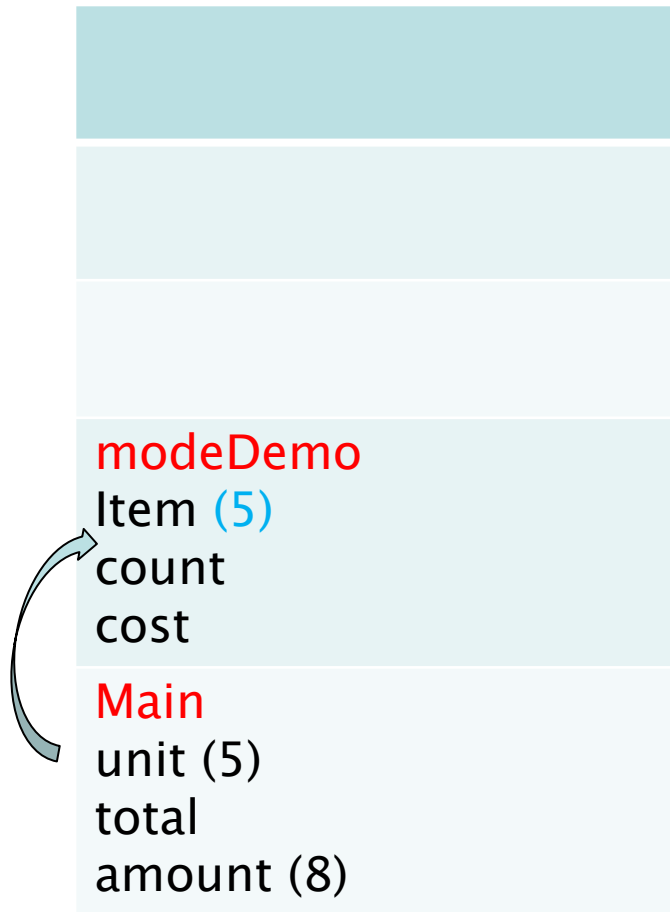 modeDemo
Item (5)
count
cost
Main
unit (5)
total
amount (8)